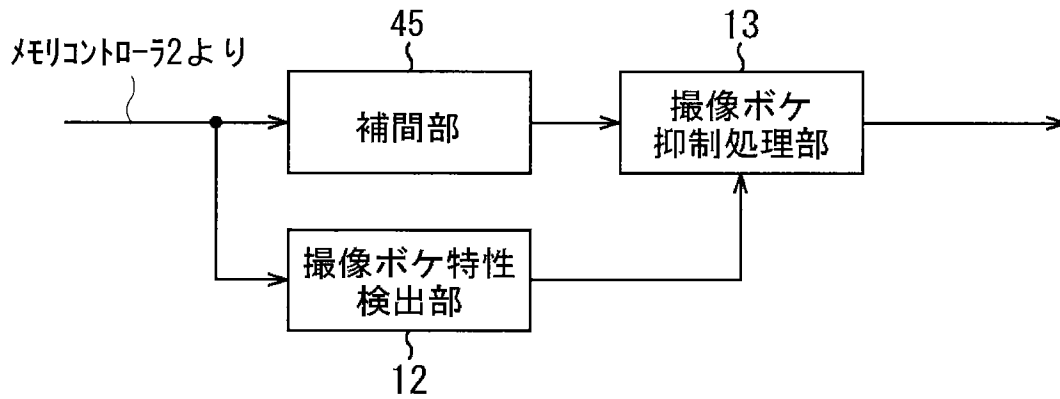 メモリコントローラ2より
45
13
補間部
撮像ボケ
抑制処理部
撮像ボケ特性
検出部
12